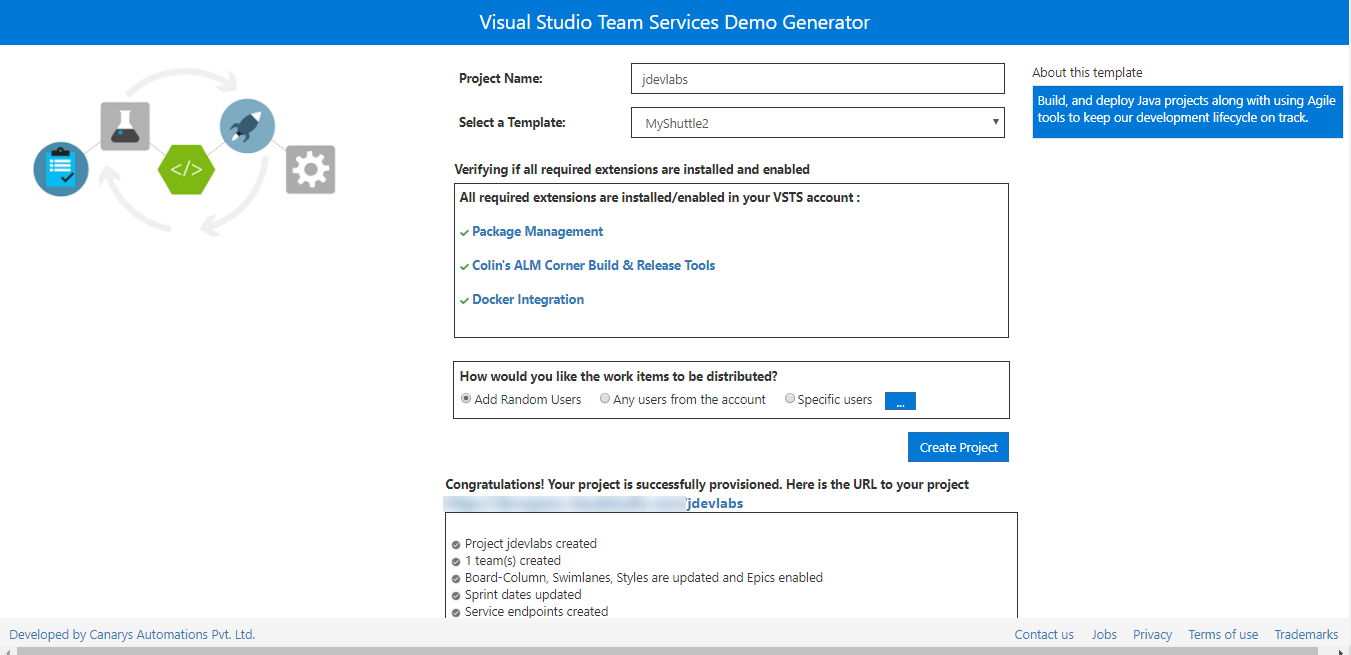 Visual Studio Team Services Demo Generator
Project Name:
jdevlabs
Select a Template:
MyShuttle2
About this template
Build, and deploy Java projects along with using Agile
tools to keep our development lifecycle on track.
</>
Verifying if all required extensions are installed and enabled
All required extensions are installed/enabled in your VSTS account :
Package Management
Colin's ALM Corner Build & Release Tools
Docker Integration
How would you like the work items to be distributed?
Add Random Users Any users from the account Specific users ...
Create Project
Congratulations! Your project is successfully provisioned. Here is the URL to your project
/jdevlabs
Project jdevlabs created
1 team(s) created
Board-Column, Swimlanes, Styles are updated and Epics enabled
Sprint dates updated
Service endpoints created
Developed by Canarys Automations Pvt. Ltd.
Contact us Jobs Privacy Terms of use Trademarks